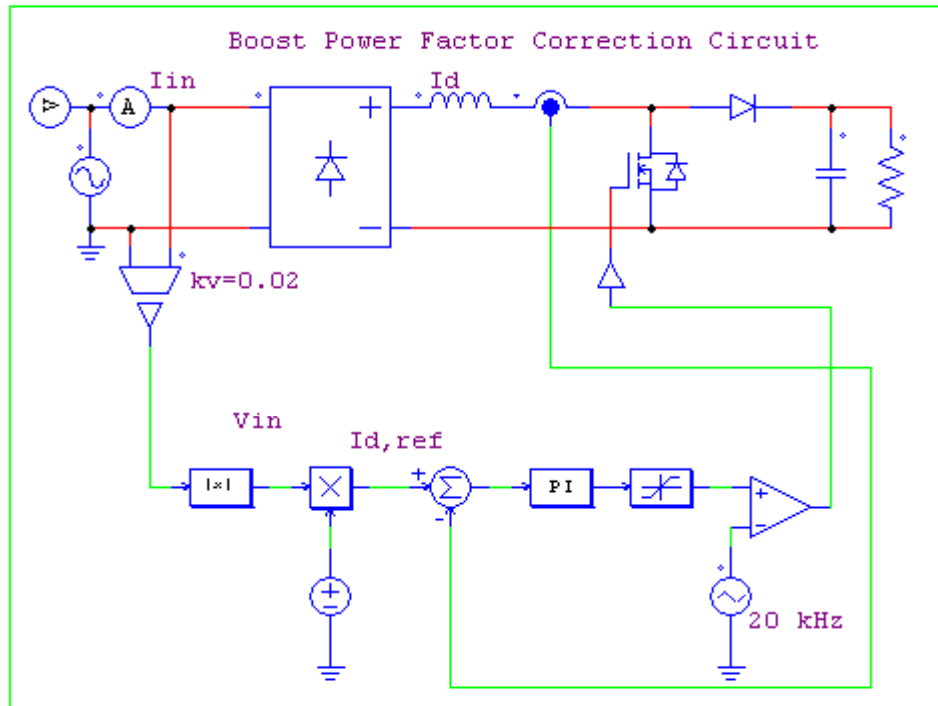 Boost Power Factor Correction Circuit
Iin
Id
A
kv=0.02
Vin
Id,ref
|x|
PI
20 kHz